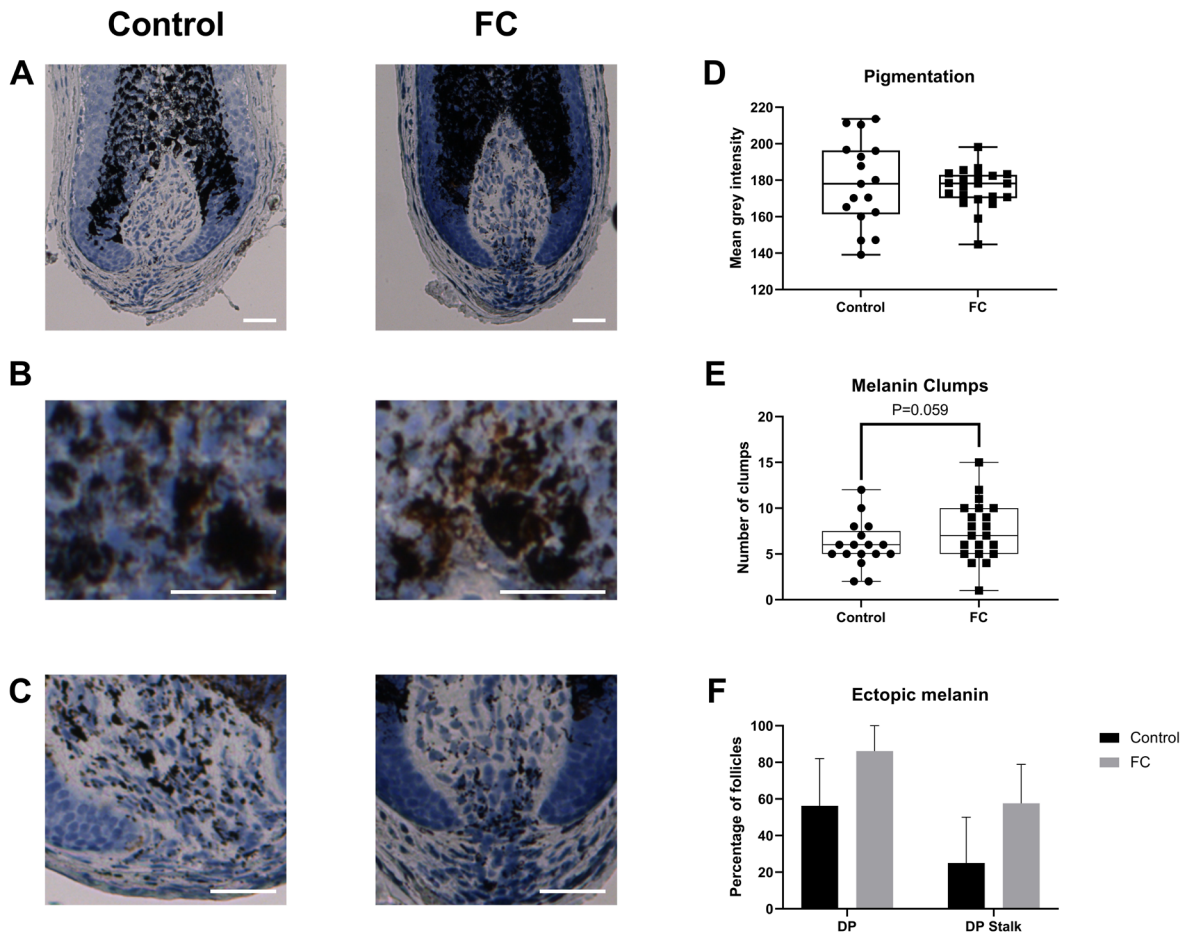 Control
FC
A
B
C
D
Pigmentation
Mean grey intensity
220
200
180
160
140
120
Control
FC
E
Melanin Clumps
P=0.059
Number of clumps
20
15
10
5
0
Control
FC
F
Ectopic melanin
Percentage of follicles
100
80
60
40
20
0
DP
DP Stalk
Control
FC